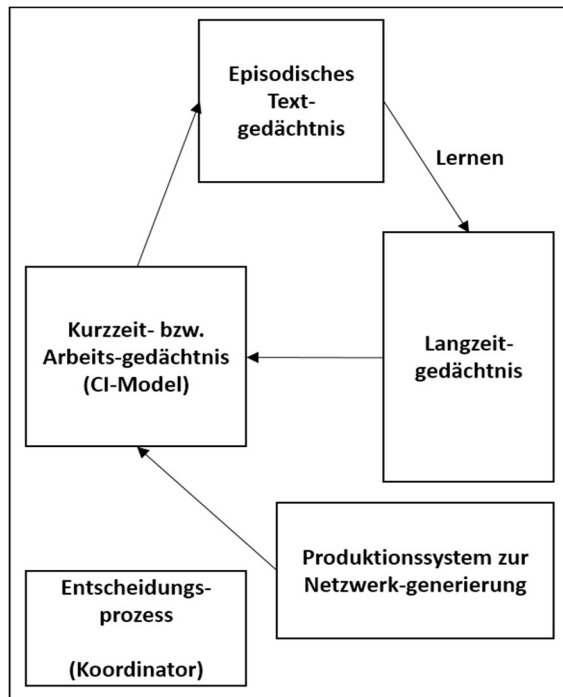 Episodisches
Text-
gedächtnis
Lernen
Kurzzeit- bzw.
Arbeits-gedächtnis
(CI-Model)
Langzeit-
gedächtnis
Produktionssystem zur
Netzwerk-generierung
Entscheidungs-
prozess
(Koordinator)